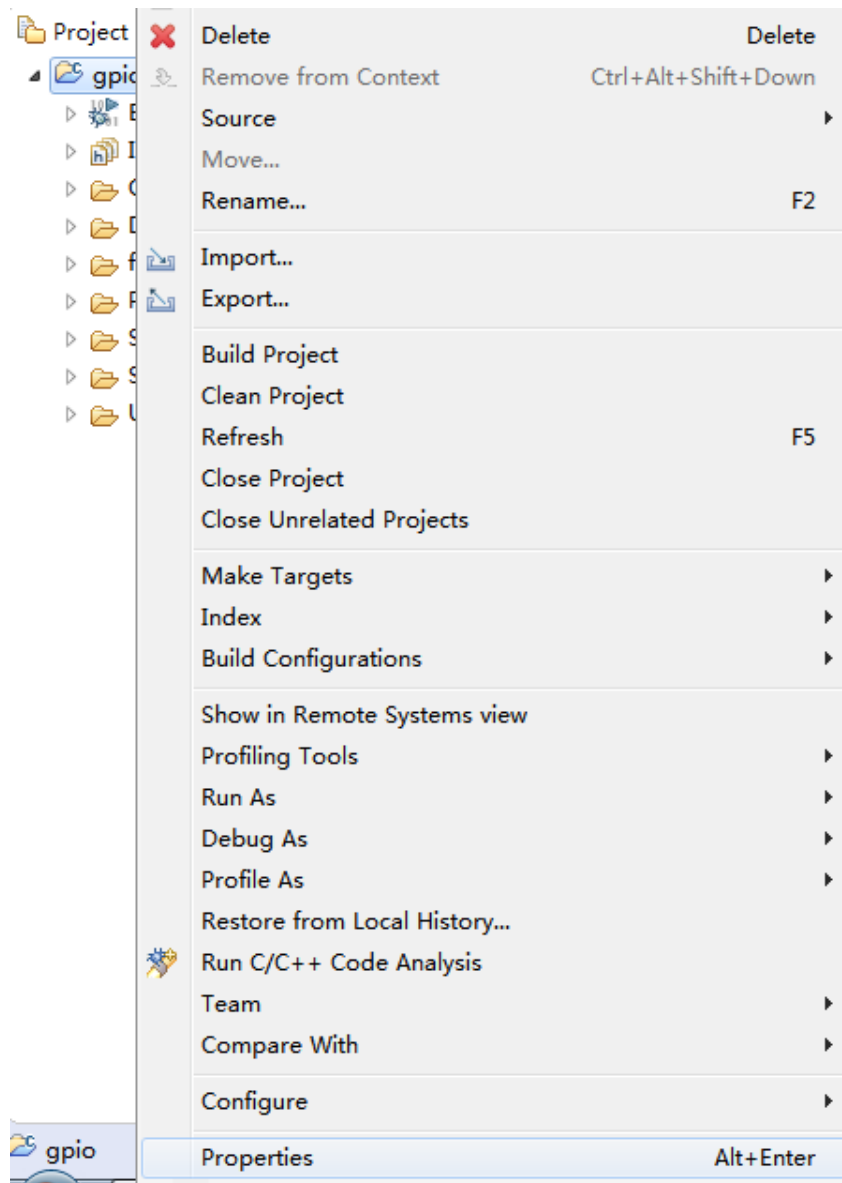 Project
Delete Delete
gpio
Remove from Context Ctrl+Alt+Shift+Down
Source
Move...
Rename... F2
Import...
Export...
Build Project
Clean Project
Refresh F5
Close Project
Close Unrelated Projects
Make Targets
Index
Build Configurations
Show in Remote Systems view
Profiling Tools
Run As
Debug As
Profile As
Restore from Local History...
Run C/C++ Code Analysis
Team
Compare With
Configure
gpio
Properties Alt+Enter